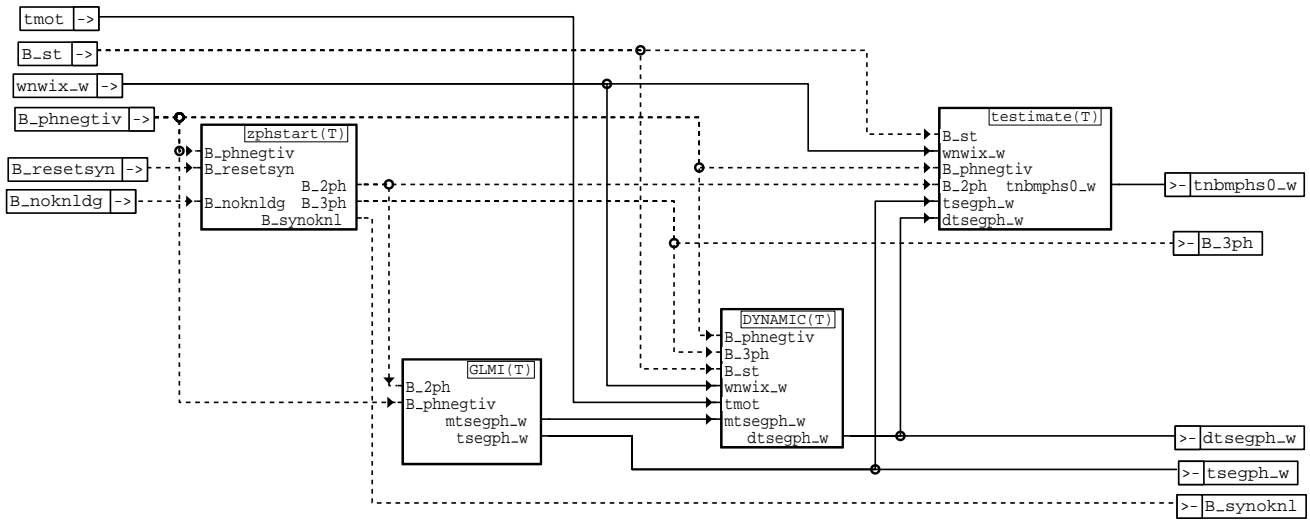 tmot ->
B_st ->
wnwix_w ->
B_phnegtiv ->
B_resetsyn ->
B_noknldg ->
zphstart(T)
B_phnegtiv
B_resetsyn
B_2ph
B_noknldg B_3ph
B_synoknl
GLMI(T)
B_2ph
B_phnegtiv
mtsegph_w
tsegph_w
DYNAMIC(T)
B_phnegtiv
B_3ph
B_st
wnwix_w
tmot
mtsegph_w
dtsegph_w
testimate(T)
B_st
wnwix_w
B_phnegtiv
B_2ph tnbmphs0_w
tsegph_w
dtsegph_w
>- tnbmphs0_w
>- B_3ph
>- dtsegph_w
>- tsegph_w
>- B_synoknl